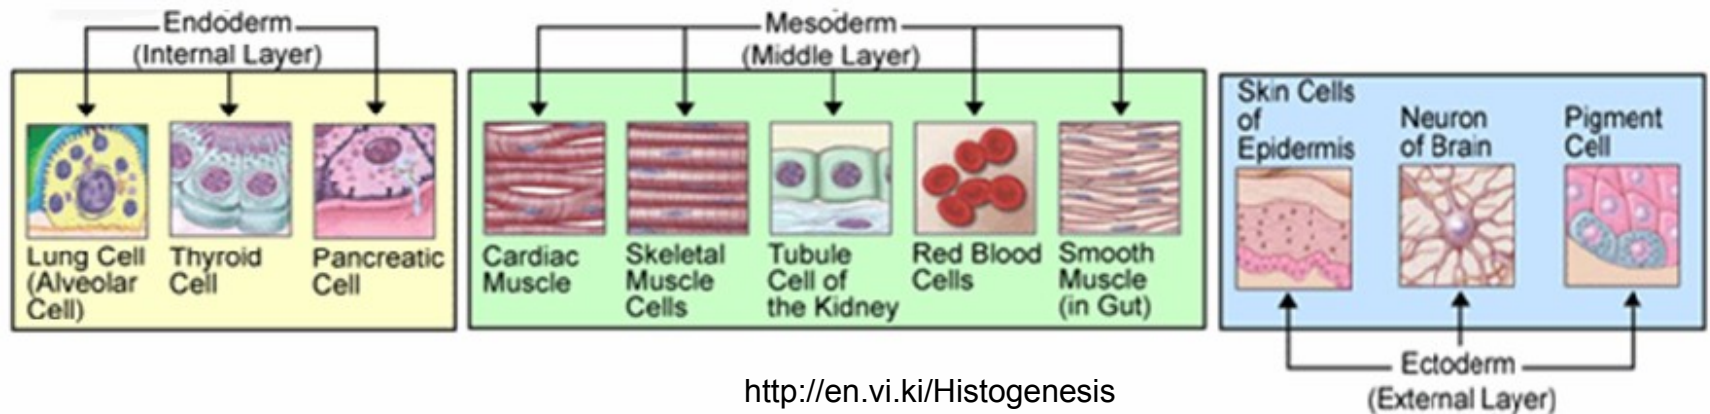 Endoderm
(Internal Layer)
Lung Cell
(Alveolar
Cell)
Thyroid
Cell
Pancreatic
Cell
Mesoderm
(Middle Layer)
Cardiac
Muscle
Skeletal
Muscle
Cells
Tubule
Cell of
the Kidney
Red Blood
Cells
Smooth
Muscle
(in Gut)
Skin Cells
of
Epidermis
Neuron
of Brain
Pigment
Cell
Ectoderm
(External Layer)
http://en.vi.ki/Histogenesis